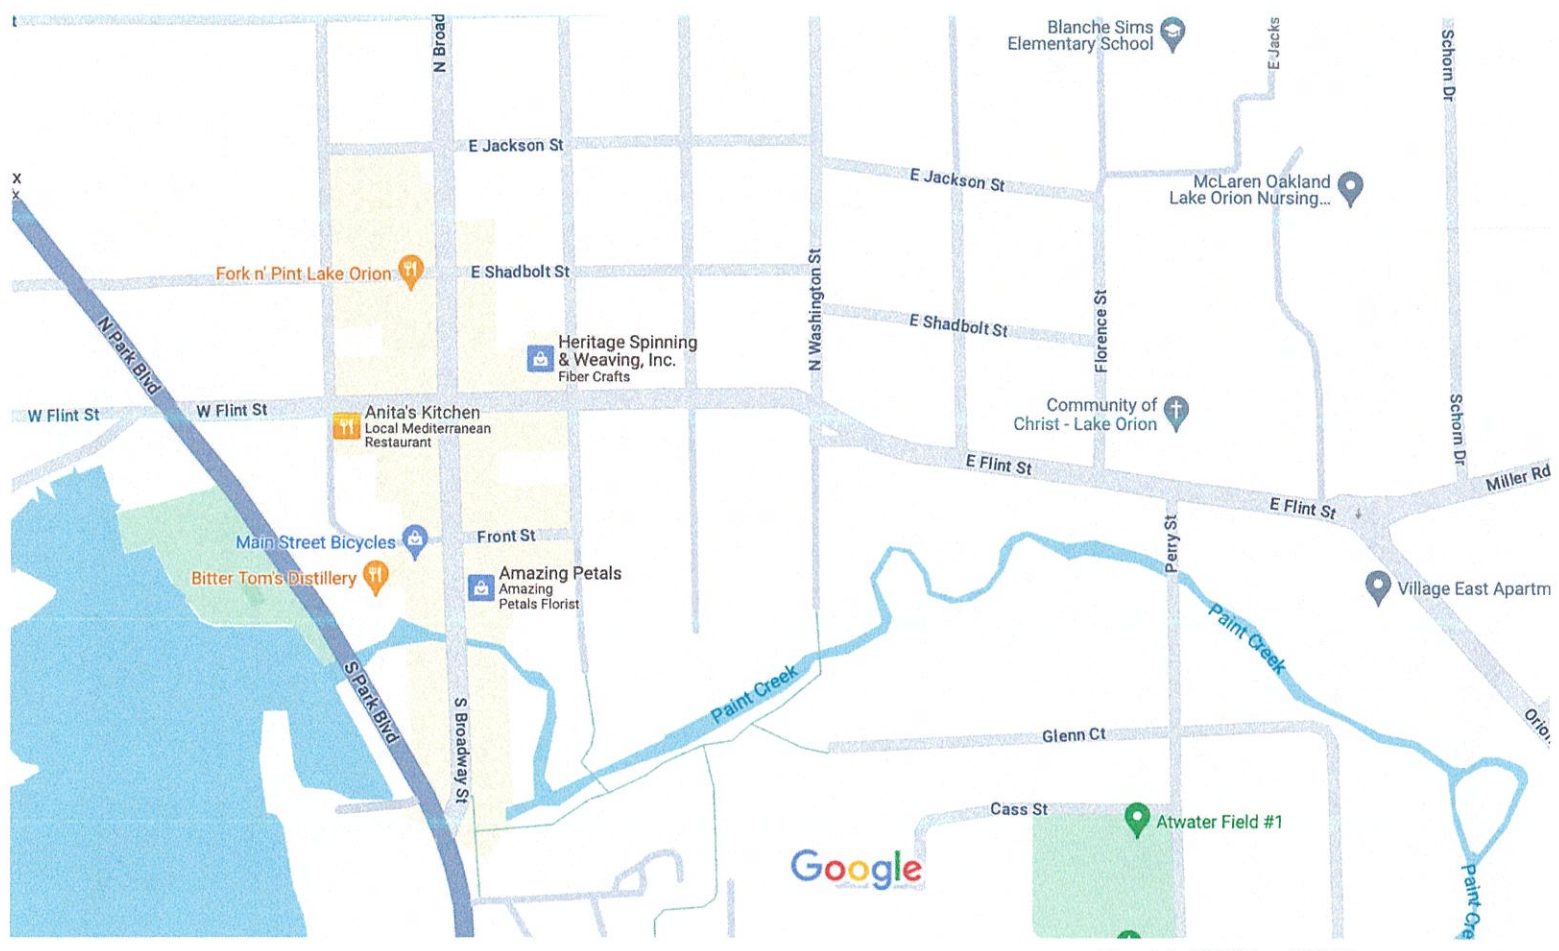 t
N Broad
Blanche Sims
Elementary School
E Jacks
Schorn Dr
E Jackson St
E Jackson St
McLaren Oakland
Lake Orion Nursing...
x
x
Fork n' Pint Lake Orion
E Shadbolt St
N Washington St
E Shadbolt St
Florence St
N Park Blvd
Heritage Spinning
& Weaving, Inc.
Fiber Crafts
W Flint St
W Flint St
Anita's Kitchen
Local Mediterranean
Restaurant
Community of
Christ - Lake Orion
Schorn Dr
E Flint St
Miller Rd
E Flint St
Main Street Bicycles
Front St
Perry St
Bitter Tom's Distillery
Amazing Petals
Amazing
Petals Florist
Village East Apartm
Paint Creek
S Park Blvd
Paint Creek
S Broadway St
Glenn Ct
Orion
Cass St
Atwater Field #1
Google
Paint Cre